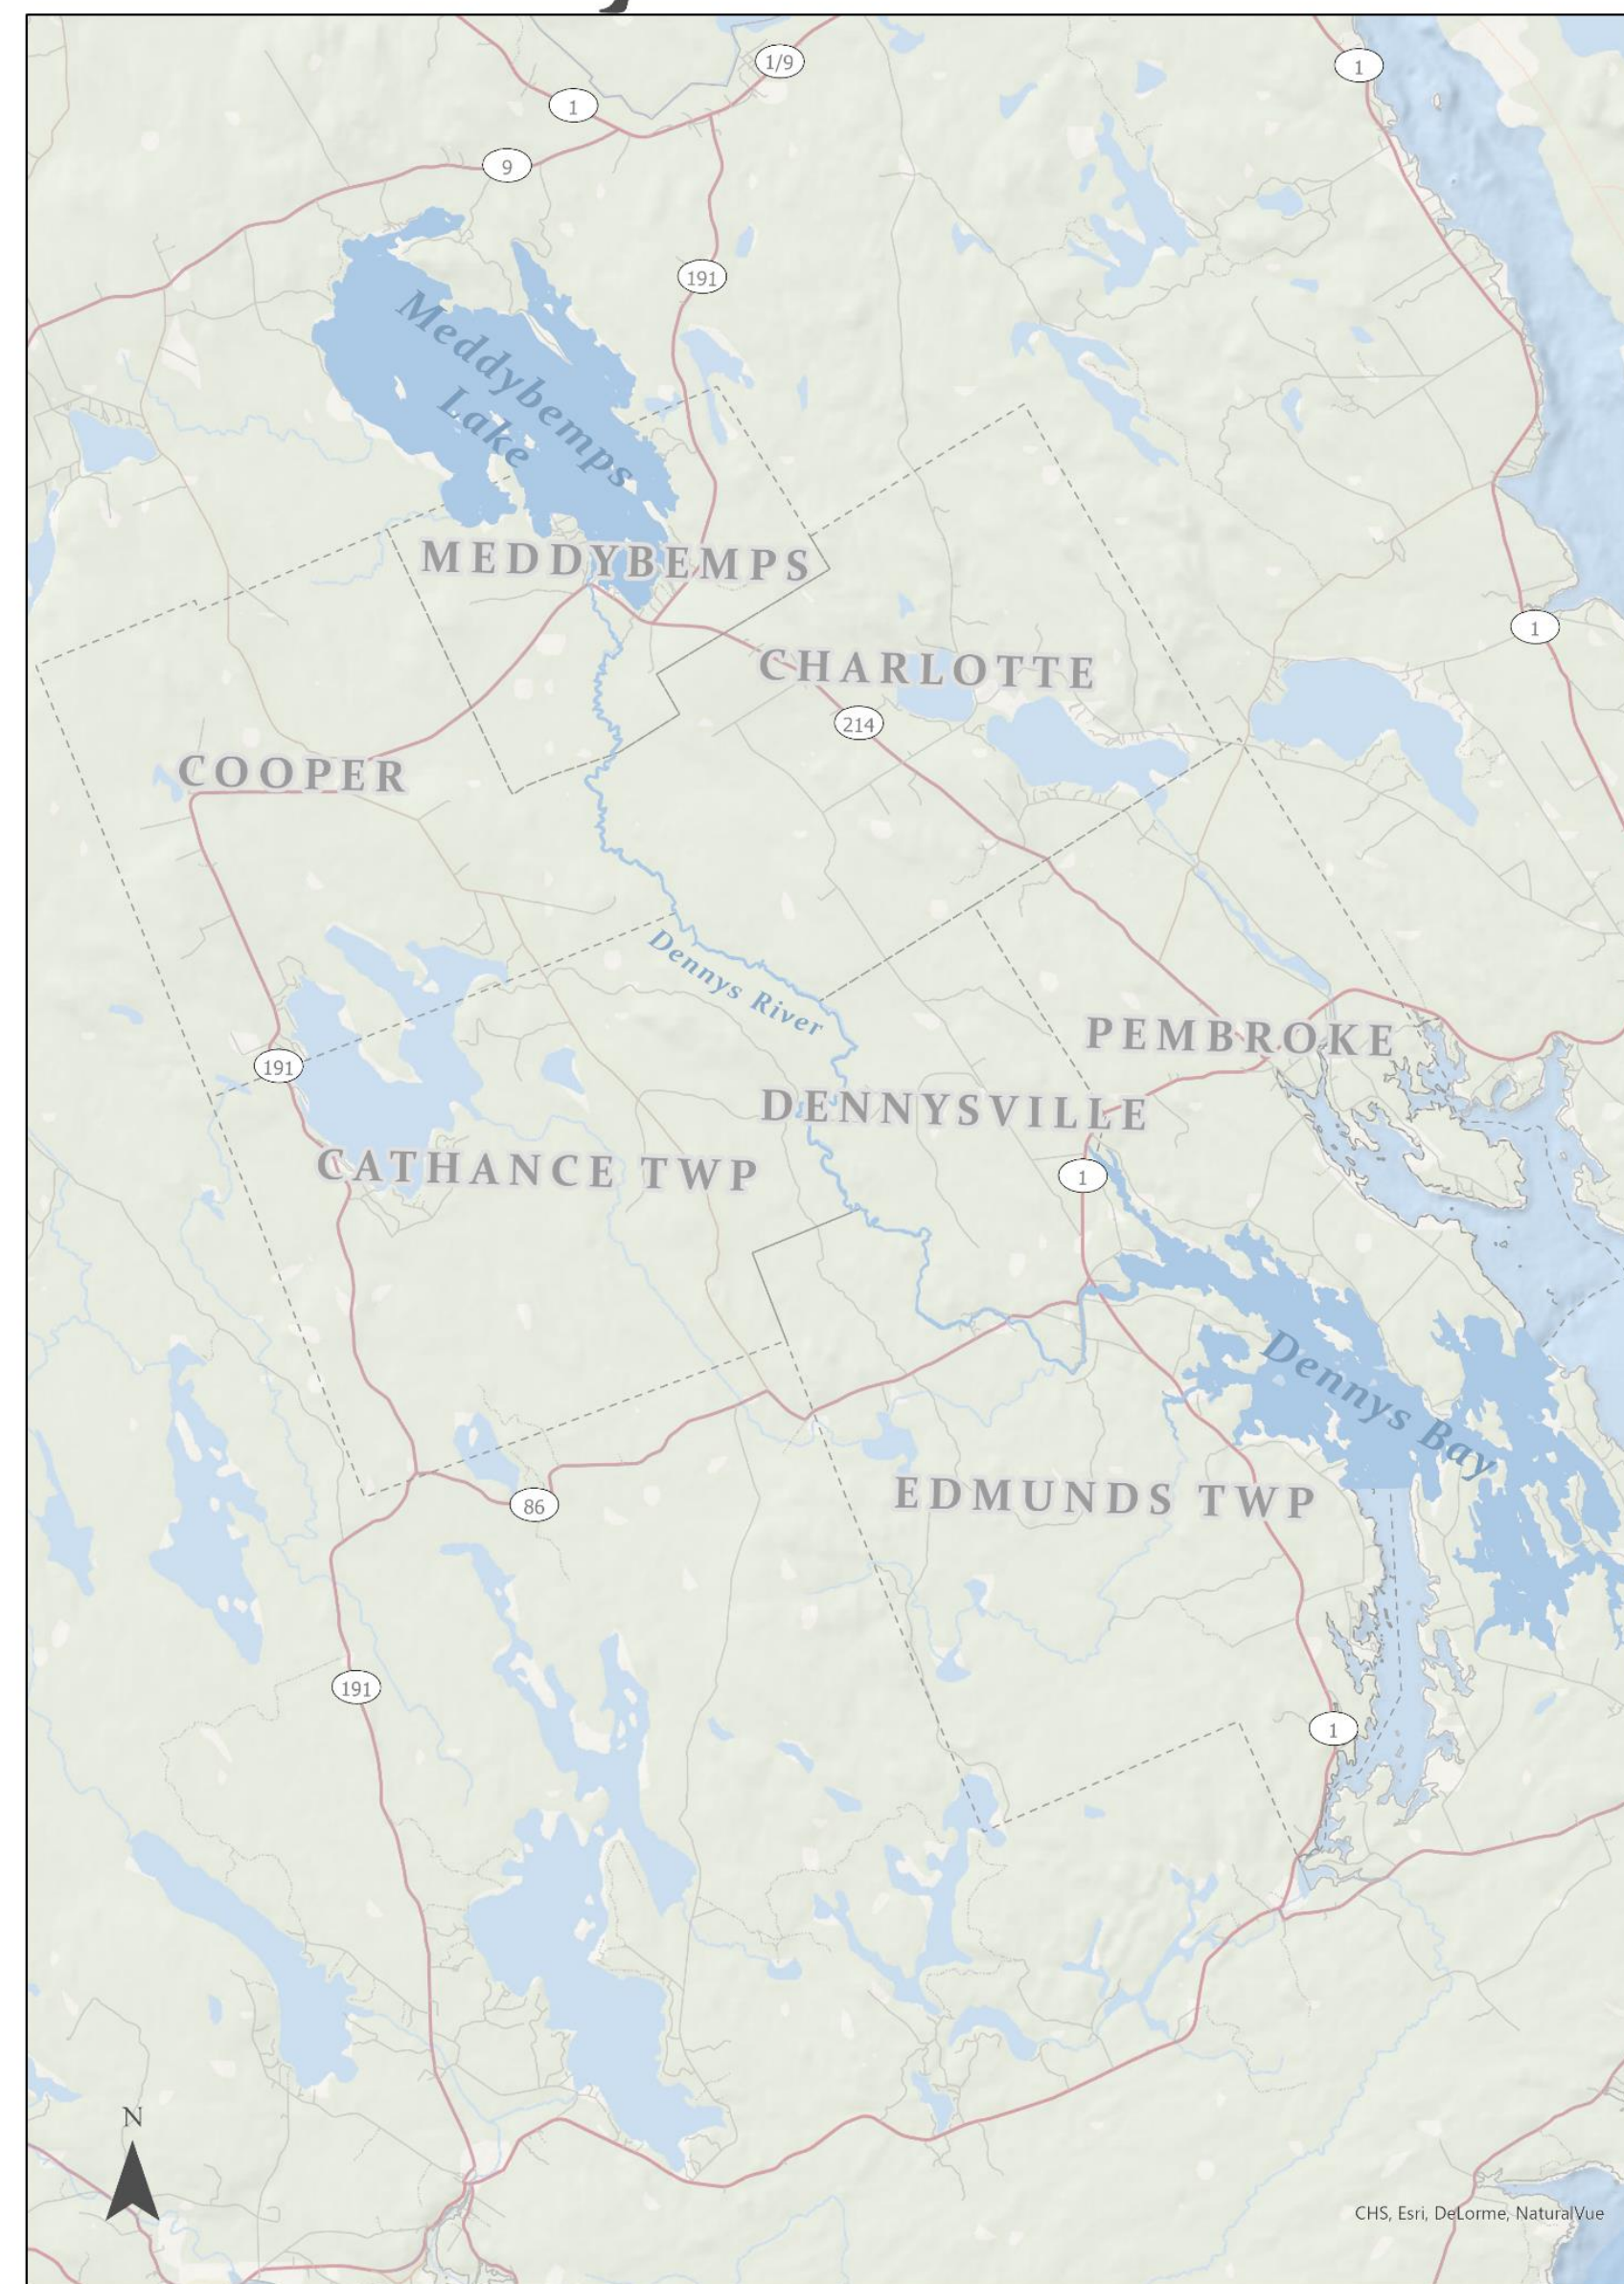 1/9
1
1
9
191
Meddybemps
Lake
MEDDYBEMPS
1
CHARLOTTE
214
COOPER
Dennys River
PEMBROKE
191
DENNYSVILLE
CATHANCE TWP
1
Dennys Bay
EDMUNDS TWP
86
191
1
N
CHS, Esri, DeLorme, NaturalVue